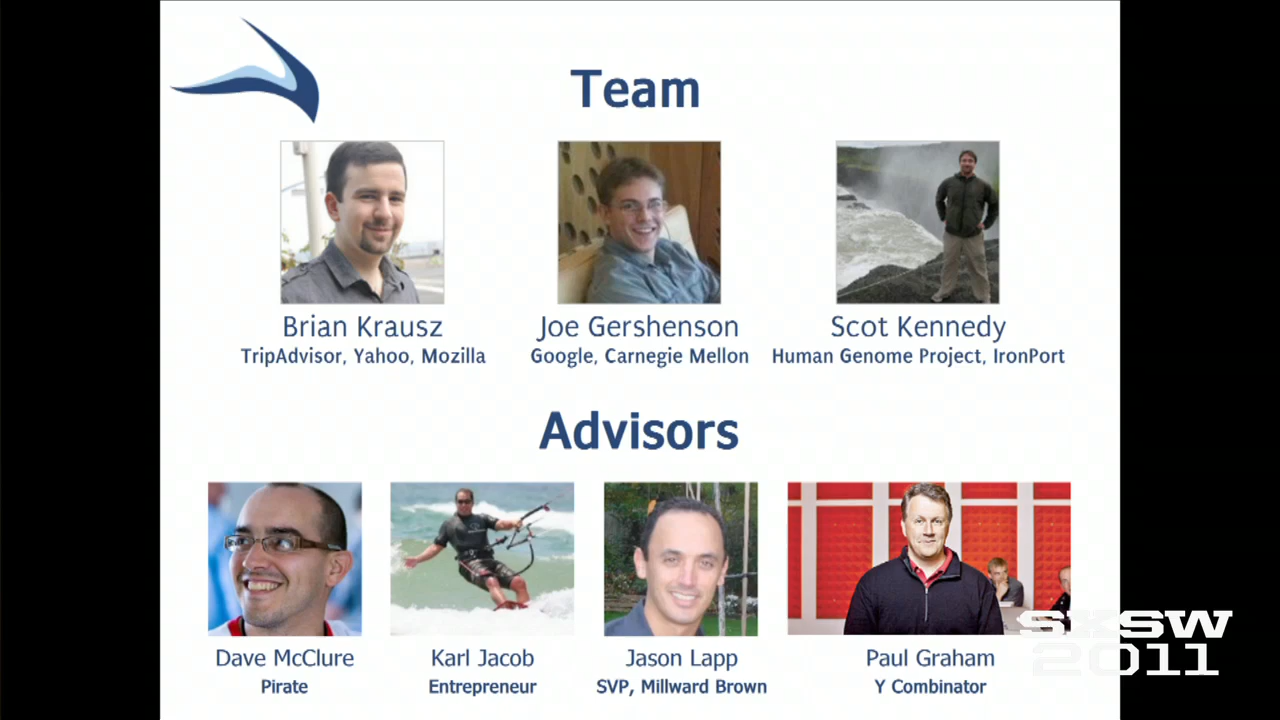 Team
Brian Krausz
TripAdvisor, Yahoo, Mozilla
Joe Gershenson
Google, Carnegie Mellon
Scot Kennedy
Human Genome Project, IronPort
Advisors
Dave McClure
Pirate
Karl Jacob
Entrepreneur
Jason Lapp
SVP, Millward Brown
Paul Graham
Y Combinator
SXSW
2011